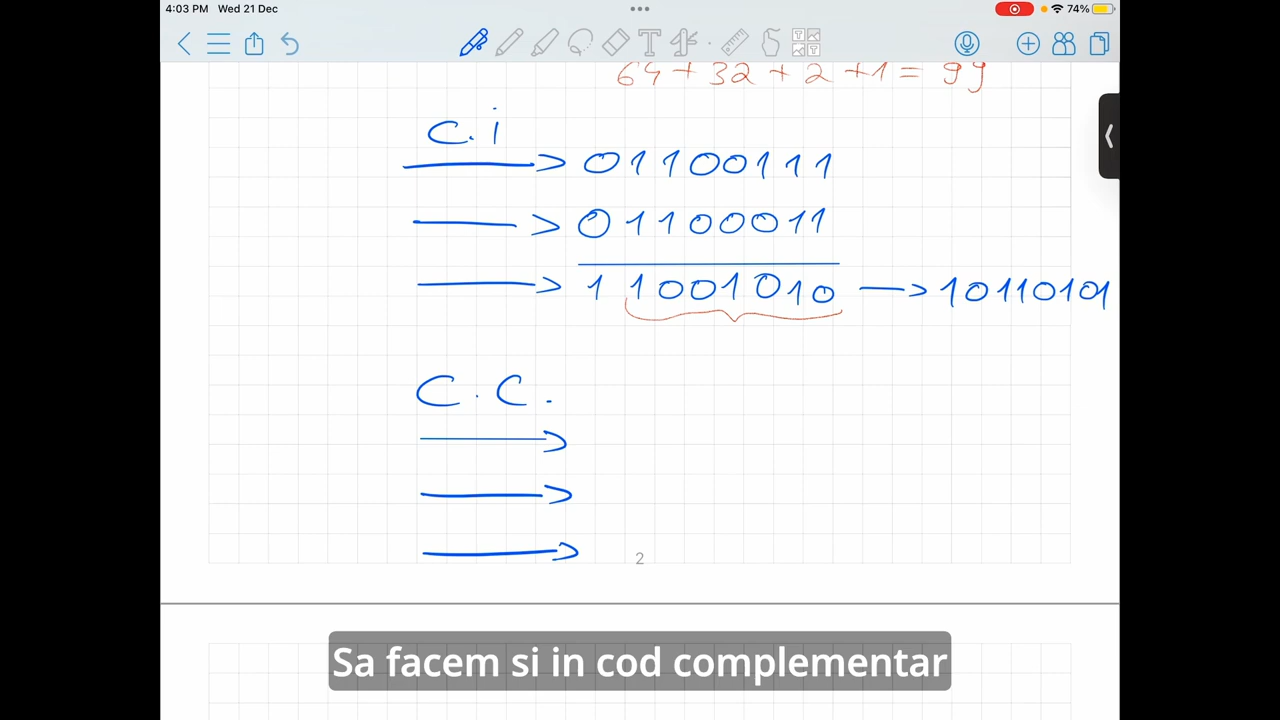 4:03 PM Wed 21 Dec
74%
64 + 32 + 2 + 1 = 99
C. i
01100111
01100011
11001010 → 10110101
C. C.
2
Sa facem si in cod complementar